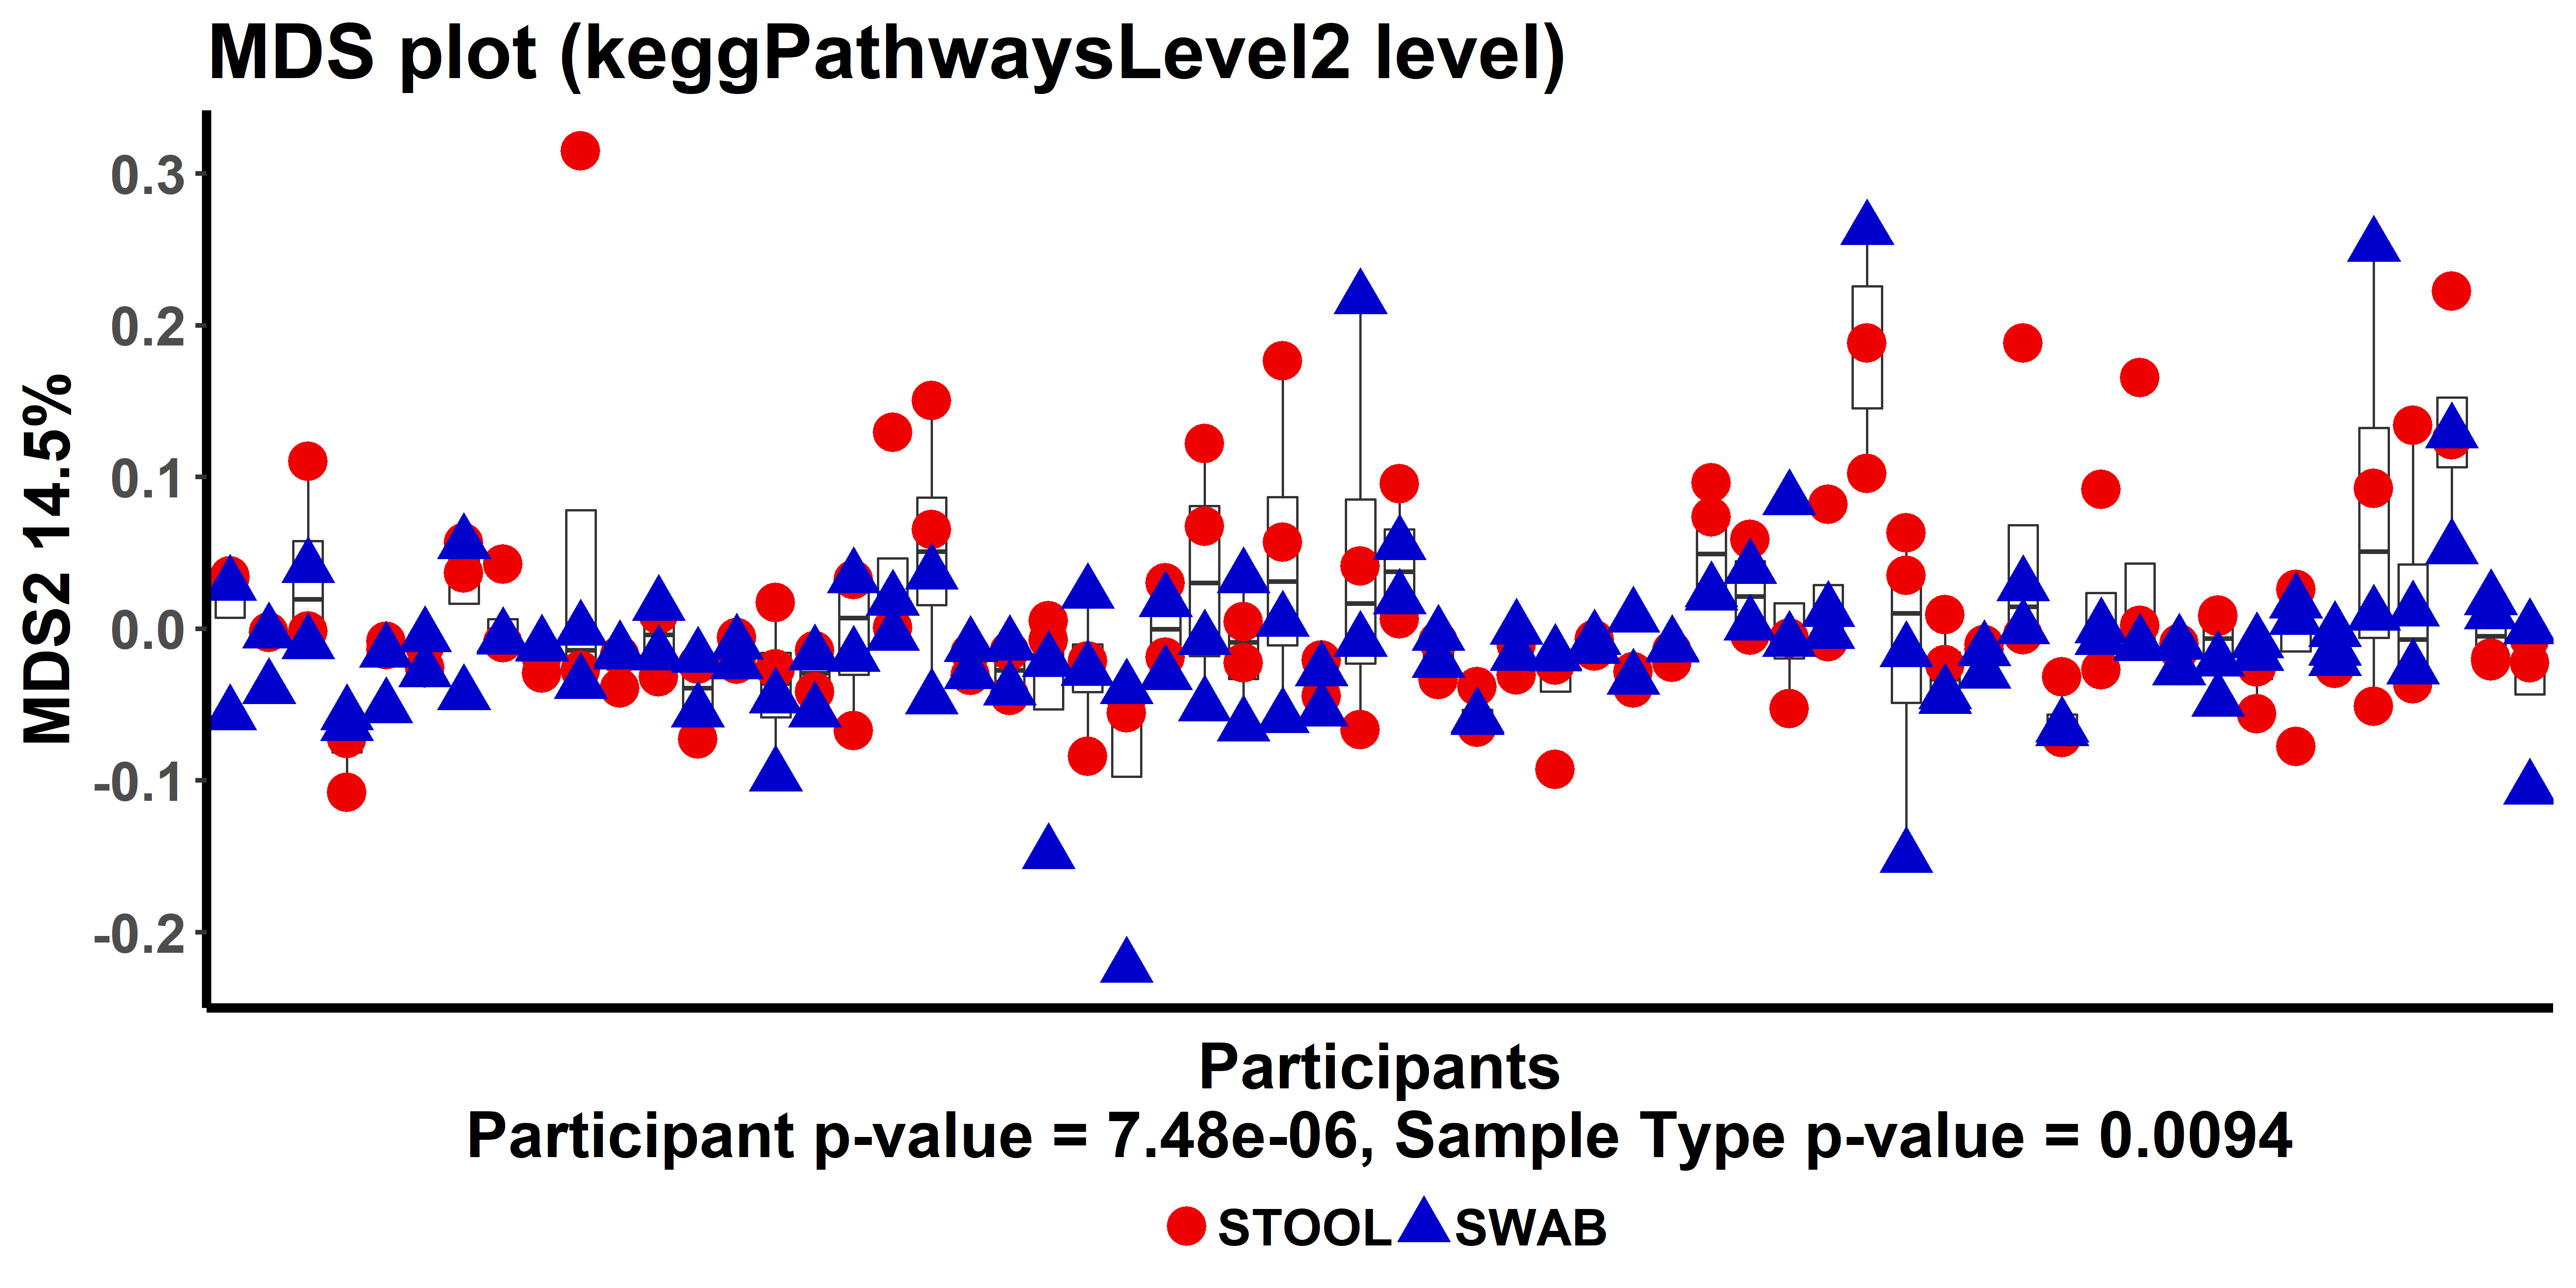 MDS plot (keggPathwaysLevel2 level)
MDS2 14.5%
0.3
0.2
0.1
0.0
-0.1
-0.2
Participants
Participant p-value = 7.48e-06, Sample Type p-value = 0.0094
STOOL SWAB